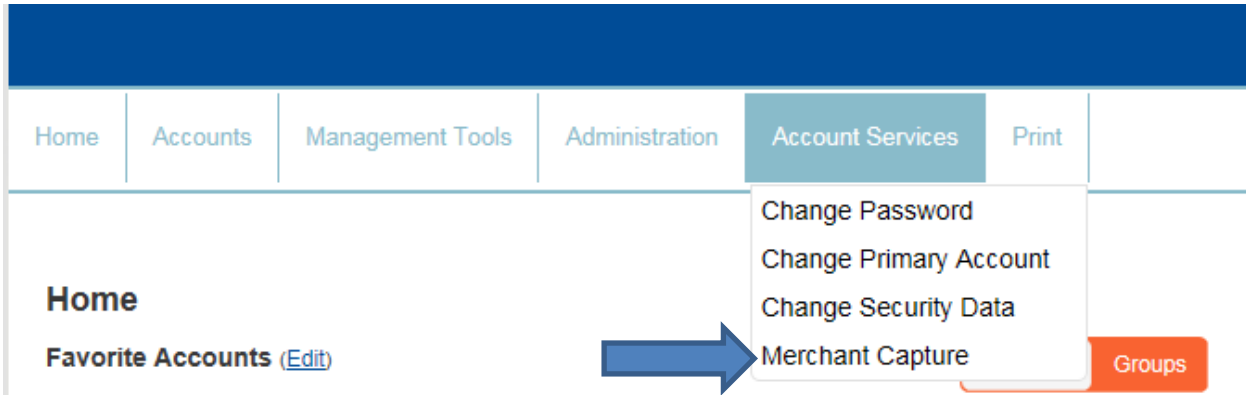 Home Accounts Management Tools Administration Account Services Print
Change Password
Change Primary Account
Change Security Data
Merchant Capture
Home
Favorite Accounts (Edit)
Groups